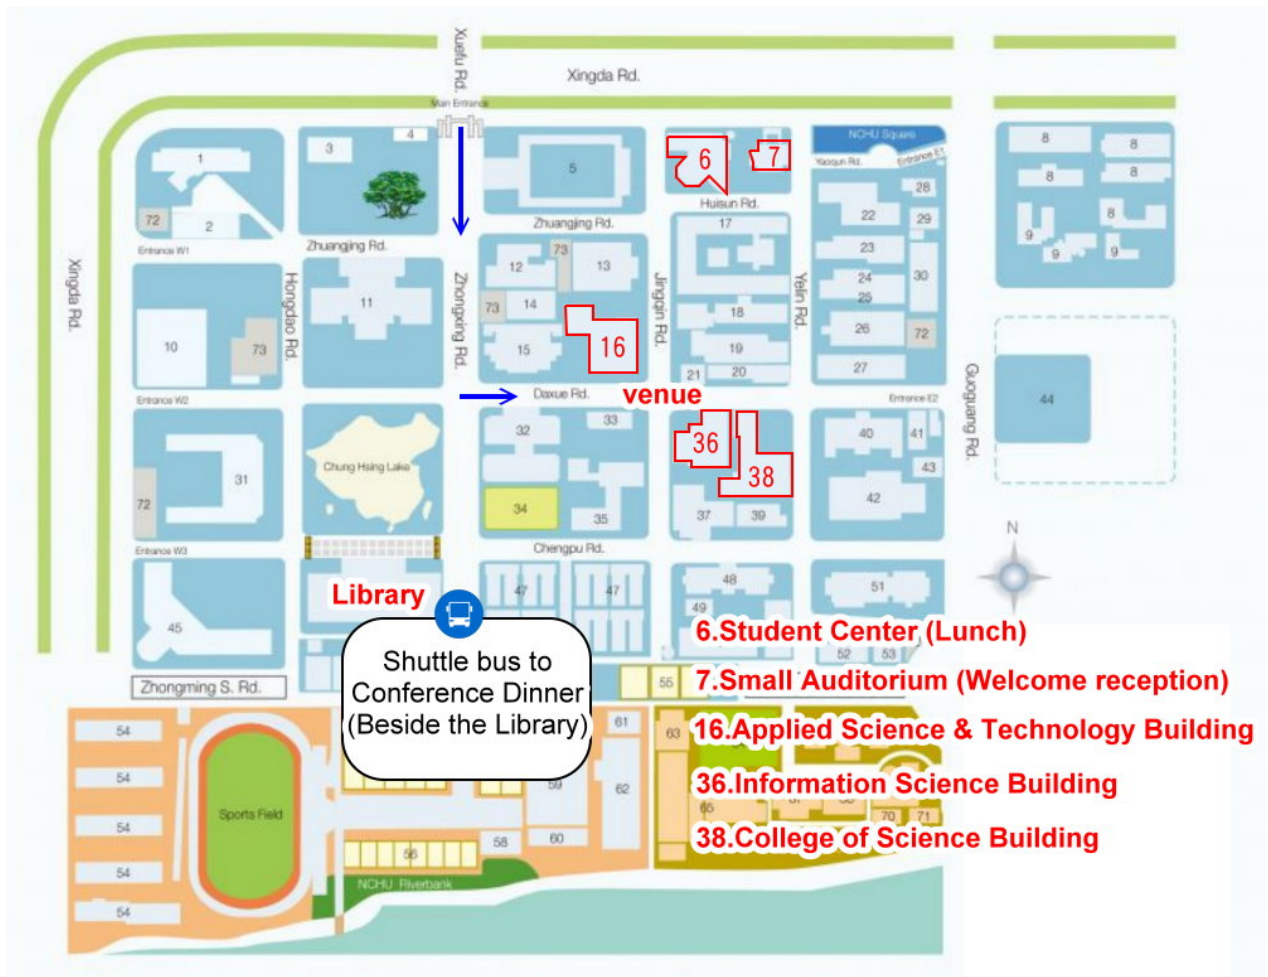 Xuefu Rd.
Xingda Rd.
Main Entrance
NCHU Square
Yaoqun Rd.
Entrance E1
1
2
3
4
5
6
7
8
8
8
8
8
9
9
9
72
Entrance W1
Zhuangjing Rd.
Zhuangjing Rd.
Huisun Rd.
Xingda Rd.
Hongdao Rd.
Zhongxing Rd.
Jingqin Rd.
Yelin Rd.
Guoguang Rd.
10
73
11
12
73
13
73
14
15
16
17
18
19
20
21
22
23
24
25
26
27
28
29
30
72
44
Entrance W2
Daxue Rd.
venue
Entrance E2
31
72
Chung Hsing Lake
32
33
34
35
36
37
38
39
40
41
42
43
Entrance W3
Chengpu Rd.
N
45
Library
47
47
48
49
51
52
53
55
Zhongming S. Rd.
Shuttle bus to
Conference Dinner
(Beside the Library)
6.Student Center (Lunch)
7.Small Auditorium (Welcome reception)
16.Applied Science & Technology Building
36.Information Science Building
38.College of Science Building
54
54
54
54
54
Sports Field
56
58
59
60
61
62
63
65
70
71
NCHU Riverbank